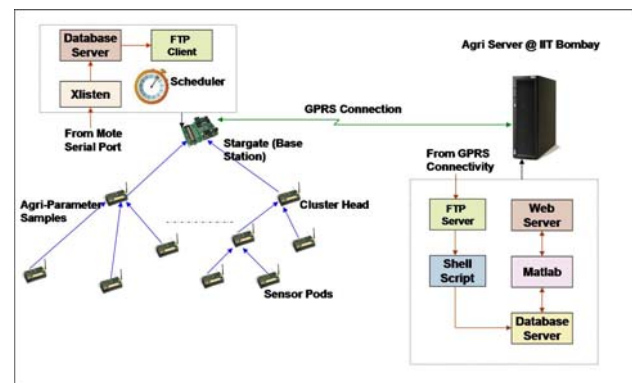 Database
Server
FTP
Client
Scheduler
Xlisten
From Mote
Serial Port
Stargate (Base
Station)
GPRS Connection
Agri Server @ IIT Bombay
Agri-Parameter
Samples
Cluster Head
Sensor Pods
From GPRS
Connectivity
FTP
Server
Web
Server
Shell
Script
Matlab
Database
Server